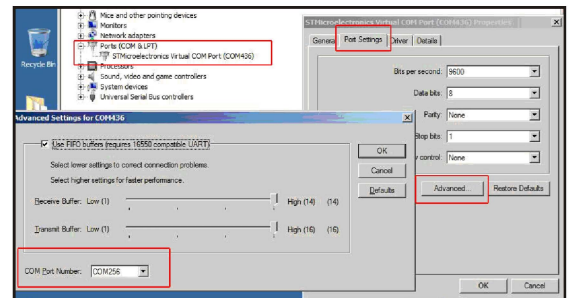 Mice and other pointing devices
Monitors
Network adapters
Ports (COM & LPT)
STMicroelectronics Virtual COM Port (COM436)
Processors
Sound, video and game controllers
System devices
Universal Serial Bus controllers
Recycle Bin
STMicroelectronics Virtual COM Port (COM436) Properties
General Port Settings Driver Details
Bits per second: 9600
Data bits: 8
Parity: None
Stop bits: 1
control: None
Advanced... Restore Defaults
OK Cancel
Advanced Settings for COM436
Use FIFO buffers (requires 16550 compatible UART)
Select lower settings to correct connection problems.
Select higher settings for faster performance.
Receive Buffer: Low (1) High (14) (14)
Transmit Buffer: Low (1) High (16) (16)
COM Port Number: COM256
OK
Cancel
Defaults